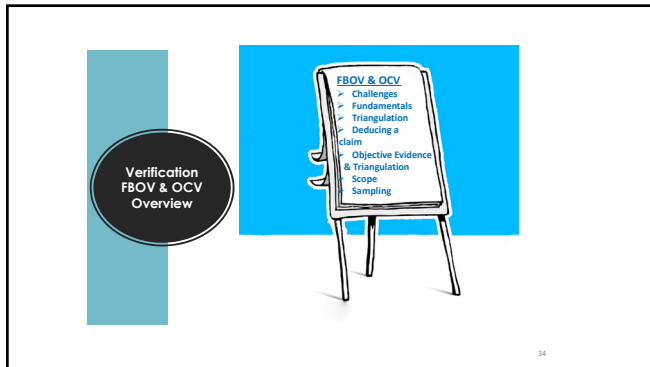 Verification
FBOV & OCV
Overview
FBOV & OCV
➢ Challenges
➢ Fundamentals
➢ Triangulation
➢ Deducing a
claim
➢ Objective Evidence
& Triangulation
➢ Scope
➢ Sampling
34